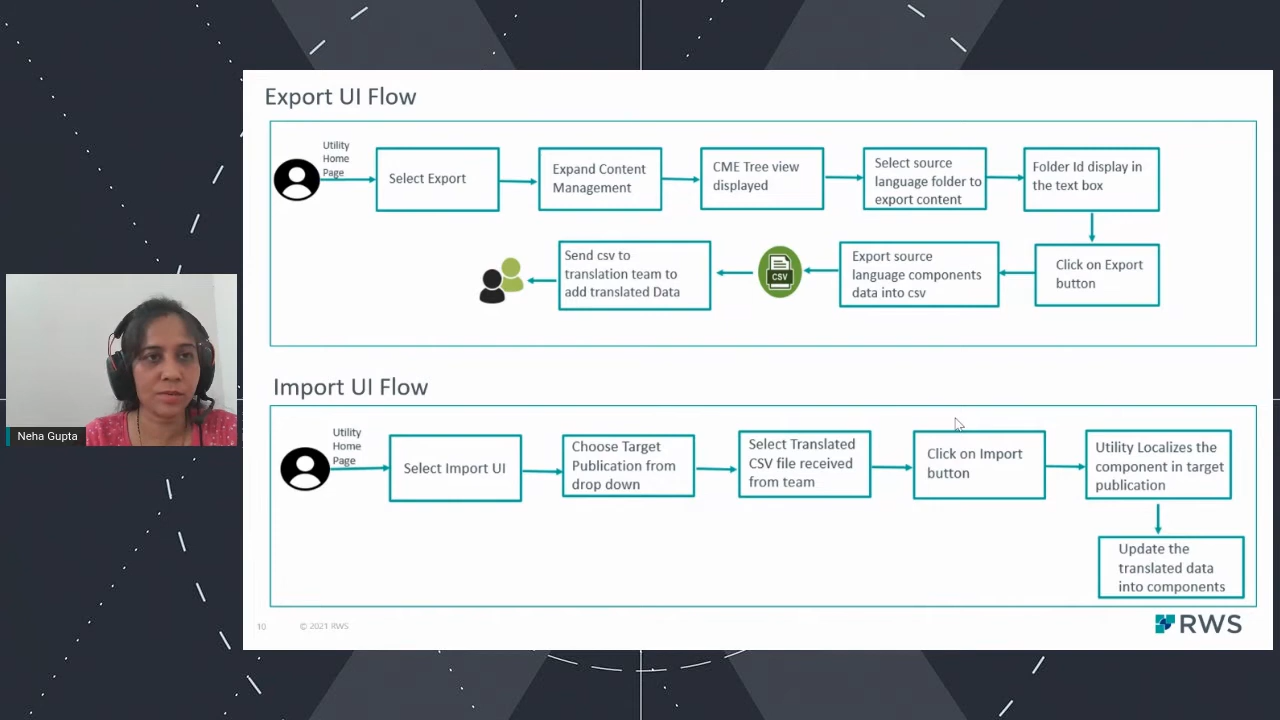 Export UI Flow
Utility
Home
Page
Select Export
Expand Content
Management
CME Tree view
displayed
Select source
language folder to
export content
Folder Id display in
the text box
Click on Export
button
Export source
language components
data into csv
CSV
Send csv to
translation team to
add translated Data
Import UI Flow
Utility
Home
Page
Select Import UI
Choose Target
Publication from
drop down
Select Translated
CSV file received
from team
Click on Import
button
Utility Localizes the
component in target
publication
Update the
translated data
into components
10
© 2021 RWS
RWS
Neha Gupta